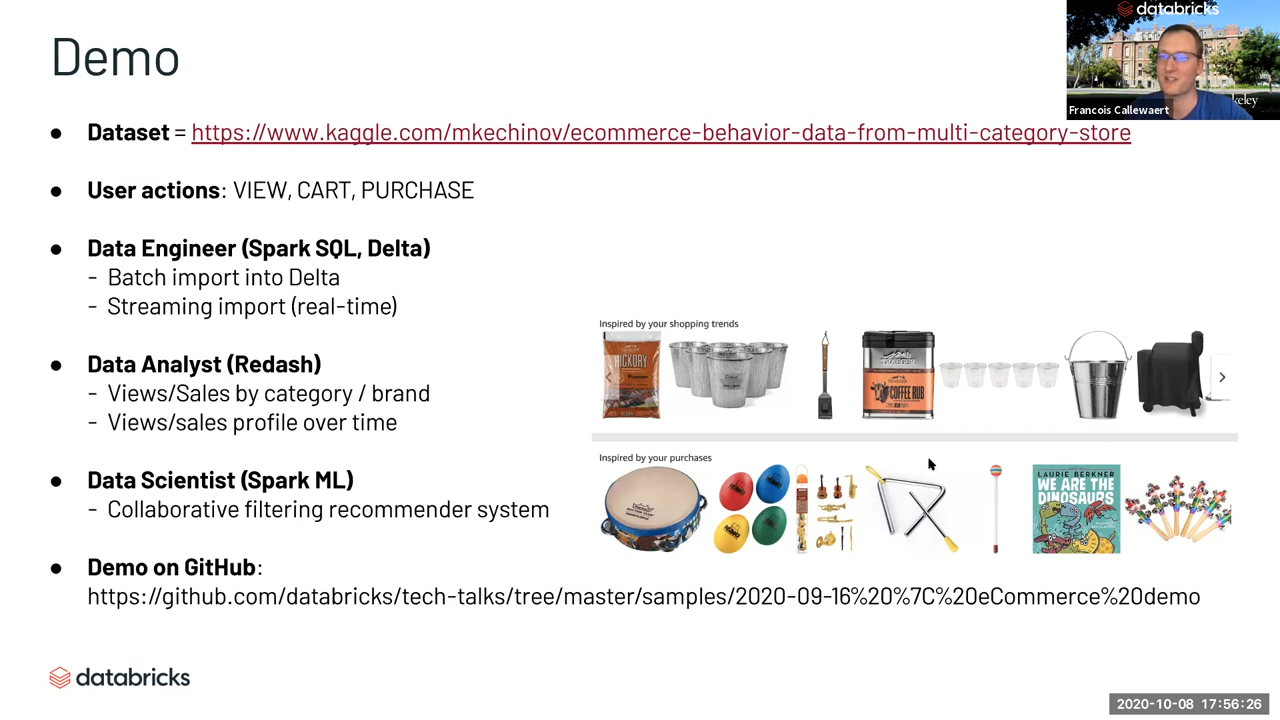 Demo
databricks
keley
Francois Callewaert
● Dataset = https://www.kaggle.com/mkechinov/ecommerce-behavior-data-from-multi-category-store
● User actions: VIEW, CART, PURCHASE
● Data Engineer (Spark SQL, Delta)
- Batch import into Delta
- Streaming import (real-time)
● Data Analyst (Redash)
- Views/Sales by category / brand
- Views/sales profile over time
● Data Scientist (Spark ML)
- Collaborative filtering recommender system
● Demo on GitHub:
https://github.com/databricks/tech-talks/tree/master/samples/2020-09-16%20%7C%20eCommerce%20demo
Inspired by your shopping trends
HICKORY
TRAEGER
COFFEE RUB
Inspired by your purchases
LAURIE BERKNER
WE ARE THE
DINOSAURS
databricks
2020-10-08 17:56:26